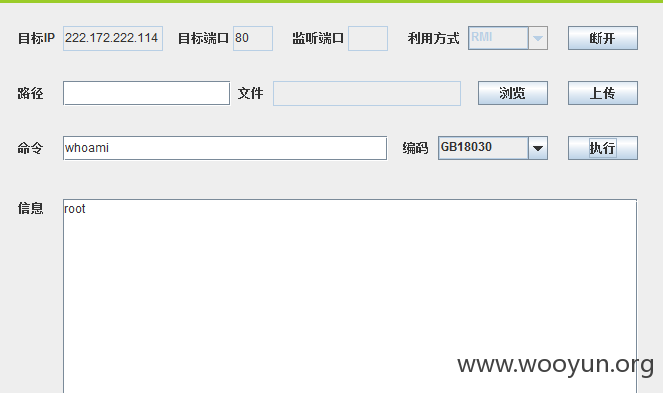 目标IP 222.172.222.114 目标端口 80 监听端口 利用方式 RMI 断开
路径 文件 浏览 上传
命令 whoami 编码 GB18030 执行
信息 root
www.wooyun.org